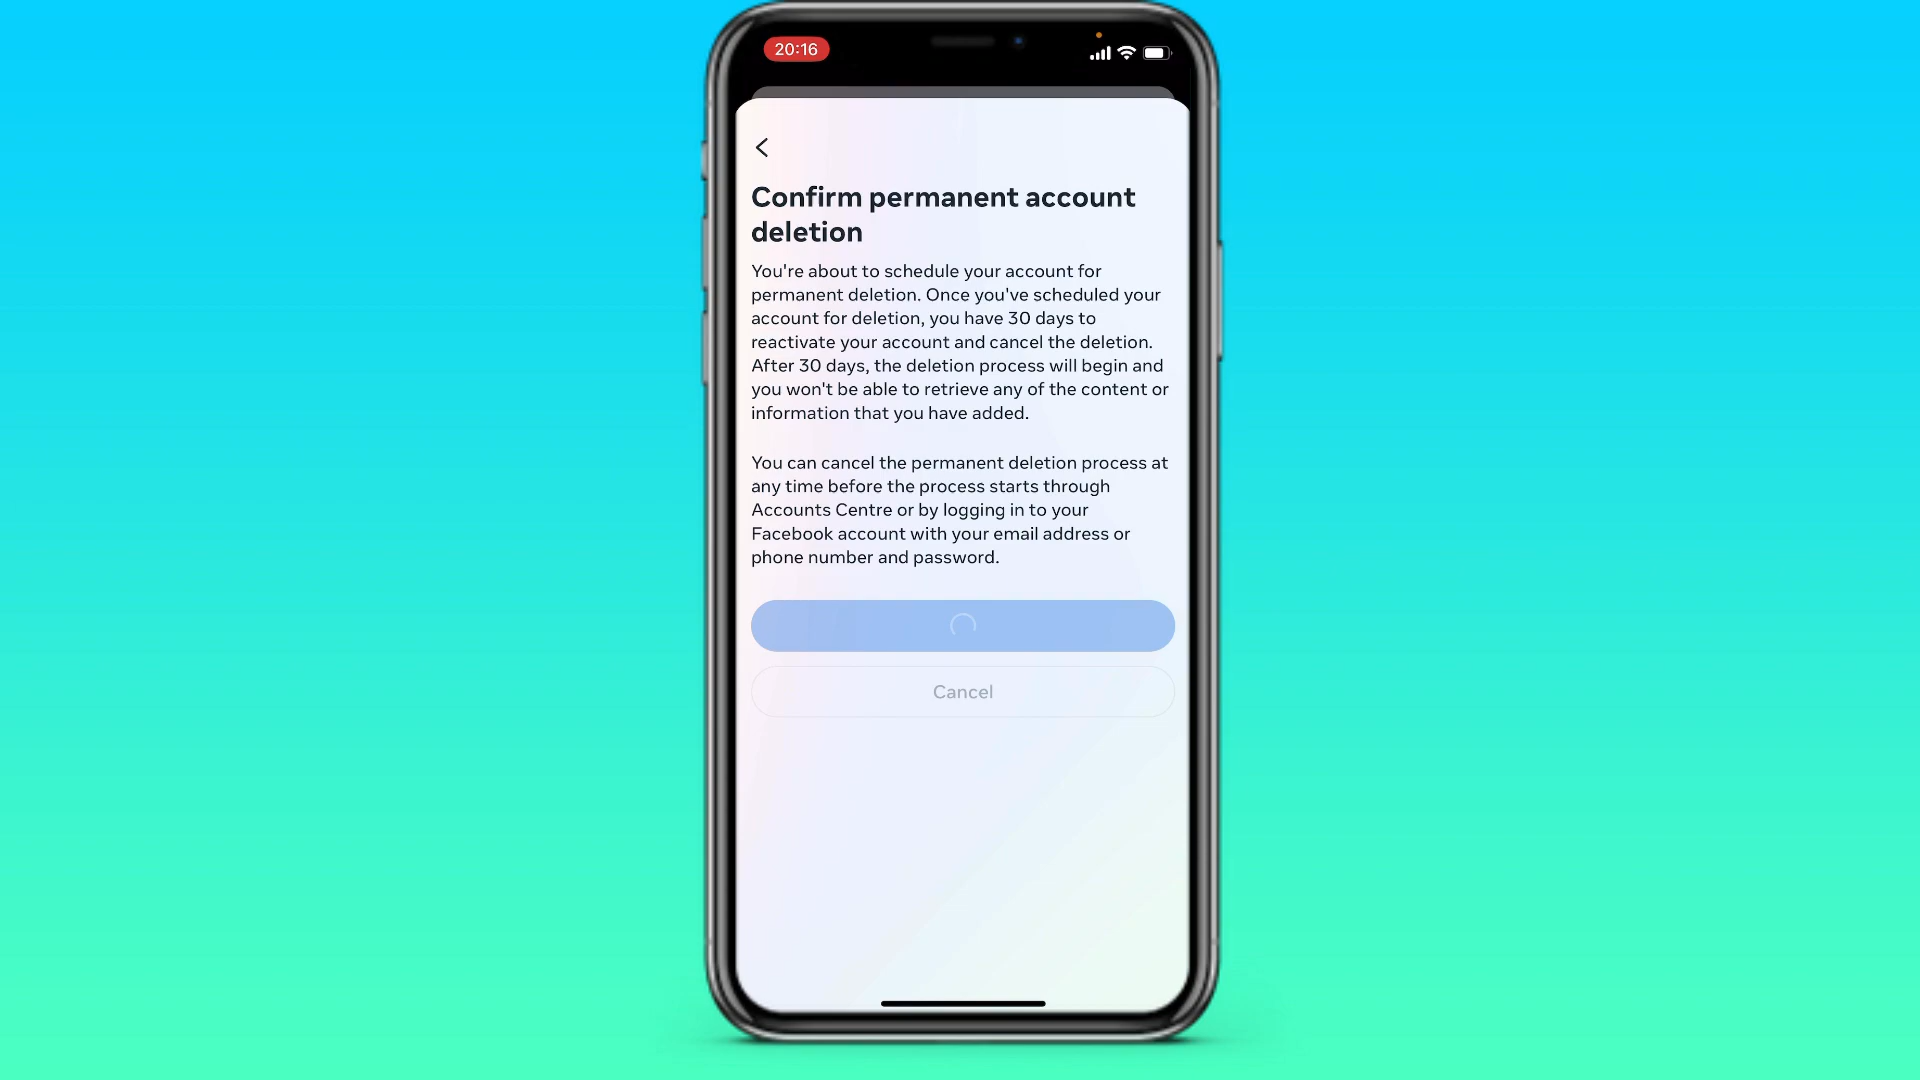 20:16
Confirm permanent account
deletion
You're about to schedule your account for
permanent deletion. Once you've scheduled your
account for deletion, you have 30 days to
reactivate your account and cancel the deletion.
After 30 days, the deletion process will begin and
you won't be able to retrieve any of the content or
information that you have added.
You can cancel the permanent deletion process at
any time before the process starts through
Accounts Centre or by logging in to your
Facebook account with your email address or
phone number and password.
Cancel